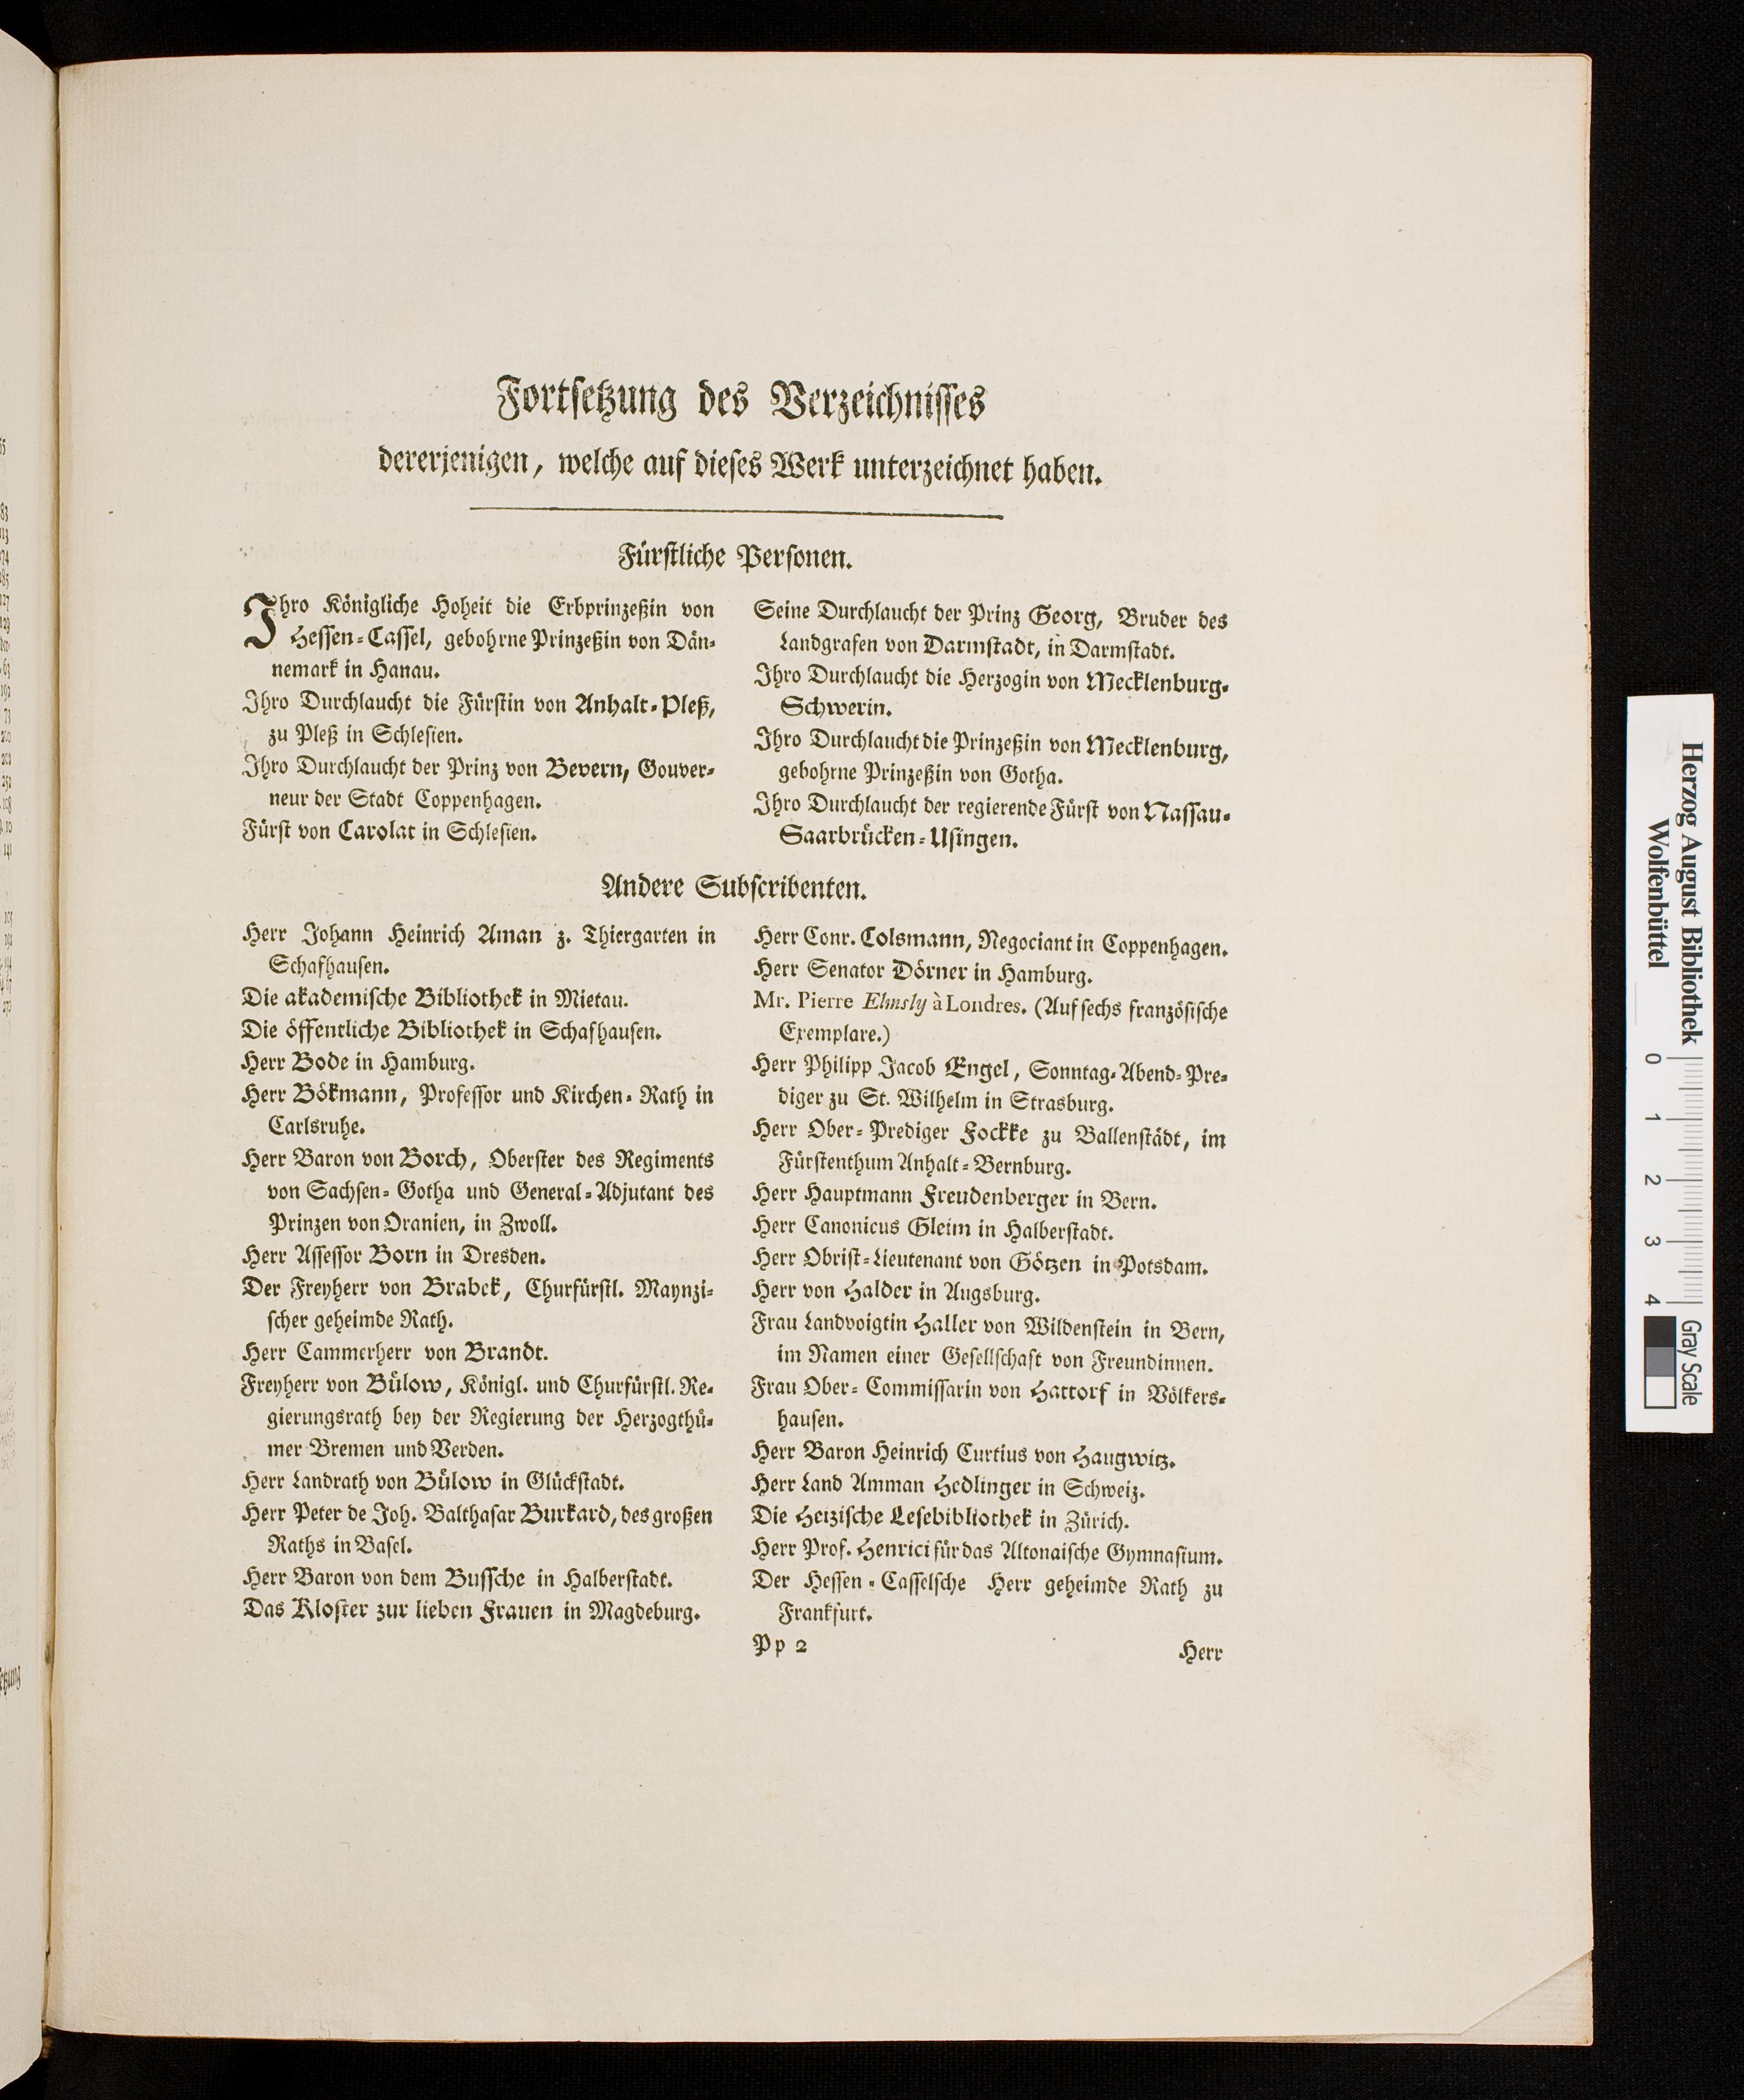 Fortsetzung des Verzeichnisses
dererjenigen, welche auf dieses Werk unterzeichnet haben.
Fürstliche Personen.
Ihro Königliche Hoheit die Erbprinzeßin von
Hessen-Cassel, gebohrne Prinzeßin von Dän-
nemark in Hanau.
Ihro Durchlaucht die Fürstin von Anhalt-Pleß,
zu Pleß in Schlesien.
Ihro Durchlaucht der Prinz von Bevern, Gouver-
neur der Stadt Coppenhagen.
Fürst von Carolat in Schlesien.
Seine Durchlaucht der Prinz Georg, Bruder des
Landgrafen von Darmstadt, in Darmstadt.
Ihro Durchlaucht die Herzogin von Mecklenburg-
Schwerin.
Ihro Durchlaucht die Prinzeßin von Mecklenburg,
gebohrne Prinzeßin von Gotha.
Ihro Durchlaucht der regierende Fürst von Nassau-
Saarbrücken-Usingen.
Andere Subscribenten.
Herr Johann Heinrich Aman z. Thiergarten in
Schafhausen.
Die akademische Bibliothek in Mietau.
Die öffentliche Bibliothek in Schafhausen.
Herr Bode in Hamburg.
Herr Bökmann, Professor und Kirchen-Rath in
Carlsruhe.
Herr Baron von Borch, Oberster des Regiments
von Sachsen-Gotha und General-Adjutant des
Prinzen von Oranien, in Zwoll.
Herr Assessor Born in Dresden.
Der Freyherr von Brabek, Churfürstl. Maynzi-
scher geheimde Rath.
Herr Cammerherr von Brandt.
Freyherr von Bülow, Königl. und Churfürstl. Re-
gierungsrath bey der Regierung der Herzogthü-
mer Bremen und Verden.
Herr Landrath von Bülow in Glückstadt.
Herr Peter de Joh. Balthasar Burkard, des großen
Raths in Basel.
Herr Baron von dem Bussche in Halberstadt.
Das Kloster zur lieben Frauen in Magdeburg.
Herr Conr. Colsmann, Negociant in Coppenhagen.
Herr Senator Dörner in Hamburg.
Mr. Pierre Elmsly à Londres. (Auf sechs französische
Exemplare.)
Herr Philipp Jacob Engel, Sonntag-Abend-Pre-
diger zu St. Wilhelm in Strasburg.
Herr Ober-Prediger Fockke zu Ballenstädt, im
Fürstenthum Anhalt-Bernburg.
Herr Hauptmann Freudenberger in Bern.
Herr Canonicus Gleim in Halberstadt.
Herr Obrist-Lieutenant von Götzen in Potsdam.
Herr von Halder in Augsburg.
Frau Landvoigtin Haller von Wildenstein in Bern,
im Namen einer Gesellschaft von Freundinnen.
Frau Ober-Commissarin von Hattorf in Völkers-
hausen.
Herr Baron Heinrich Curtius von Haugwitz.
Herr Land Amman Hedlinger in Schweiz.
Die Heizische Lesebibliothek in Zürich.
Herr Prof. Henrici für das Altonaische Gymnasium.
Der Hessen-Casselsche Herr geheimde Rath zu
Frankfurt.
Pp 2
Herr
Herzog August Bibliothek
Wolfenbüttel
0 1 2 3 4
Gray Scale